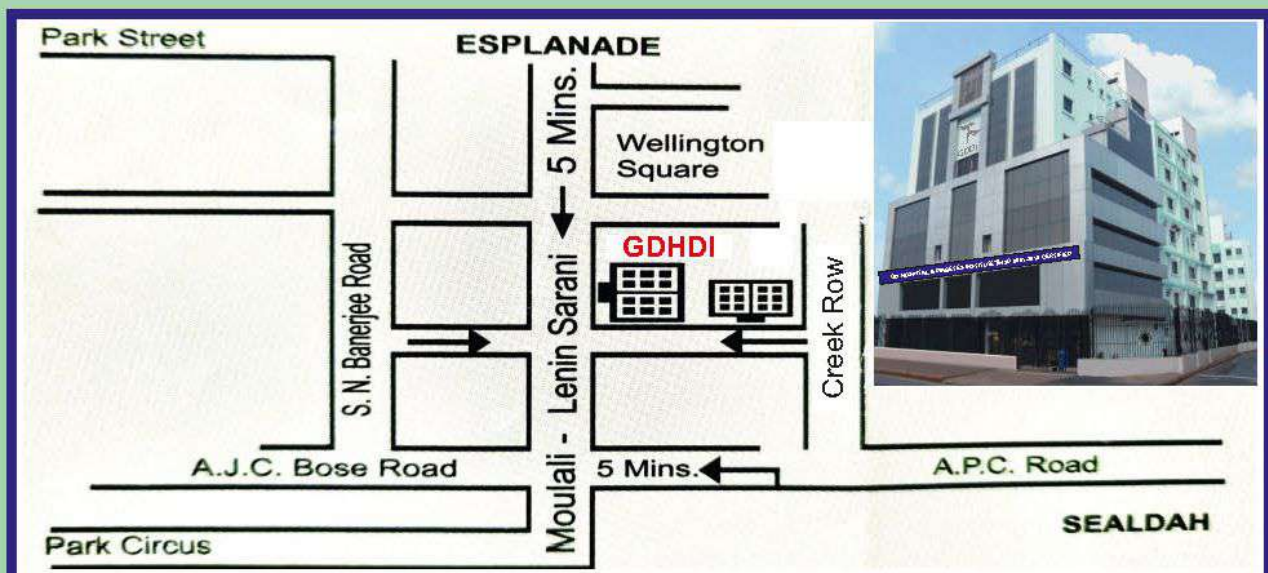 Park Street
ESPLANADE
5 Mins.
Wellington
Square
GDHDI
S. N. Banerjee Road
Moulali - Lenin Sarani
Creek Row
A.J.C. Bose Road
5 Mins.
A.P.C. Road
SEALDAH
Park Circus